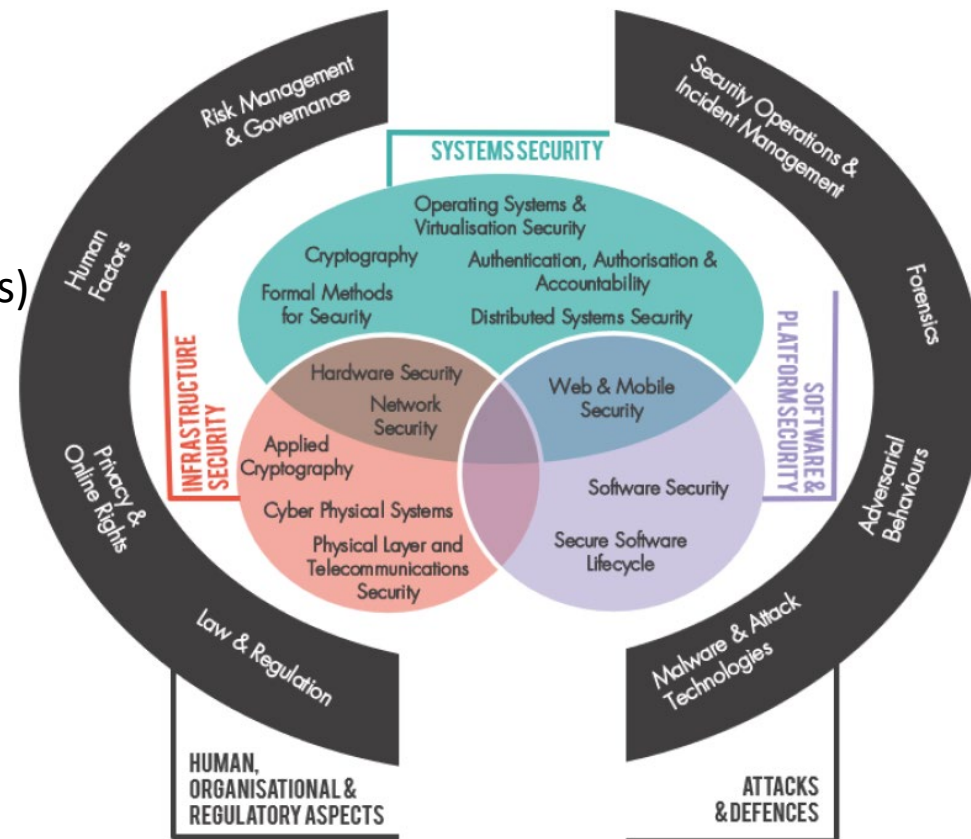 Risk Management
& Governance
Human
Factors
s)
Privacy &
Online Rights
Law & Regulation
HUMAN,
ORGANISATIONAL &
REGULATORY ASPECTS
SYSTEMS SECURITY
Operating Systems &
Virtualisation Security
Cryptography
Authentication, Authorisation &
Accountability
Formal Methods
for Security
Distributed Systems Security
INFRASTRUCTURE
SECURITY
Hardware Security
Network
Security
Applied
Cryptography
Cyber Physical Systems
Physical Layer and
Telecommunications
Security
Web & Mobile
Security
Software Security
Secure Software
Lifecycle
SOFTWARE &
PLATFORM SECURITY
Security Operations &
Incident Management
Forensics
Adversarial
Behaviours
Malware & Attack
Technologies
ATTACKS
& DEFENCES